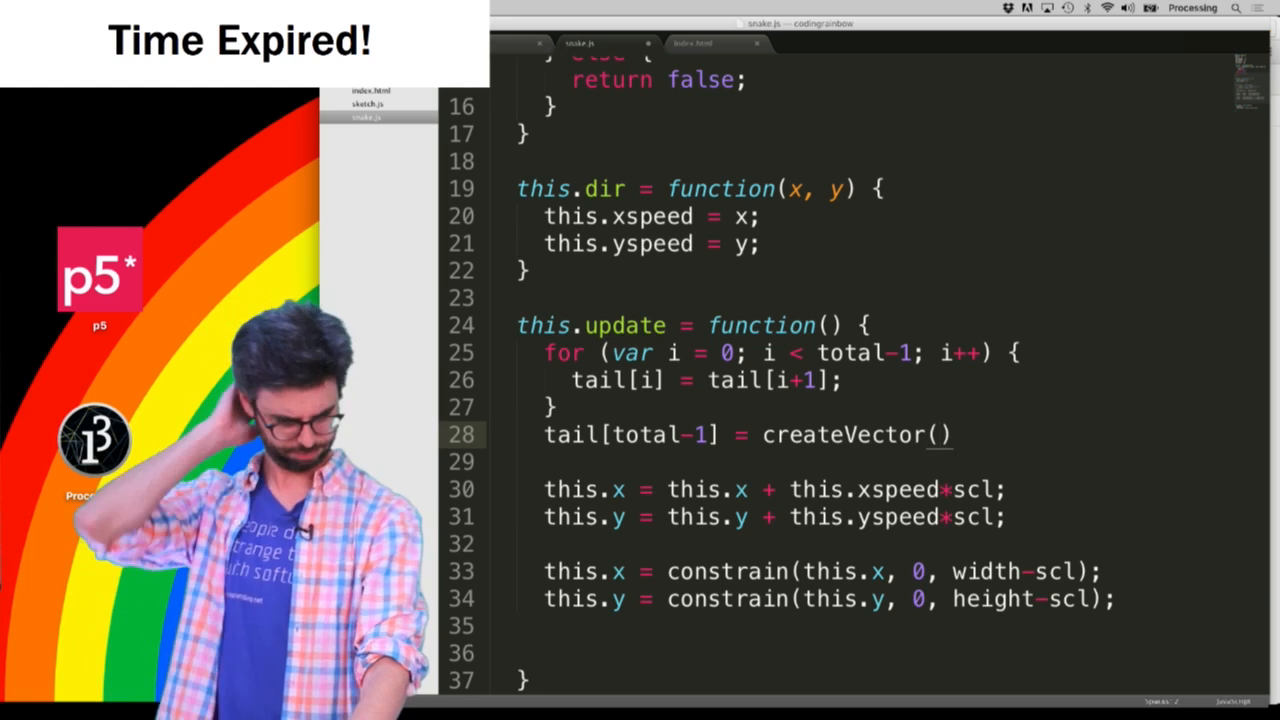 Time Expired!
Processing
snake.js — codingrainbow
snake.js
index.html
index.html
sketch.js
snake.js
} else {
return false;
16 }
17 }
18
19 this.dir = function(x, y) {
20 this.xspeed = x;
21 this.yspeed = y;
22 }
23
24 this.update = function() {
25 for (var i = 0; i < total-1; i++) {
26 tail[i] = tail[i+1];
27 }
28 tail[total-1] = createVector()
29
30 this.x = this.x + this.xspeed*scl;
31 this.y = this.y + this.yspeed*scl;
32
33 this.x = constrain(this.x, 0, width-scl);
34 this.y = constrain(this.y, 0, height-scl);
35
36
37 }
p5*
p5
i3
Spaces: 2
JavaScript